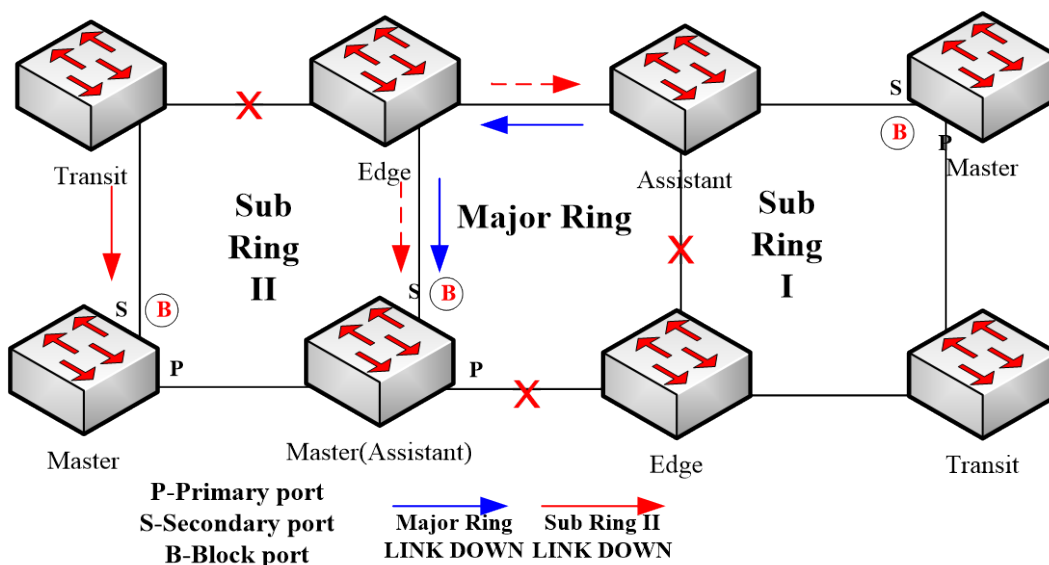 Transit
Edge
Assistant
Master
S
B
P
Sub
Ring
II
Major Ring
Sub
Ring
I
S
B
P
S
B
P
Master
Master(Assistant)
Edge
Transit
P-Primary port
S-Secondary port
B-Block port
Major Ring
LINK DOWN
Sub Ring II
LINK DOWN